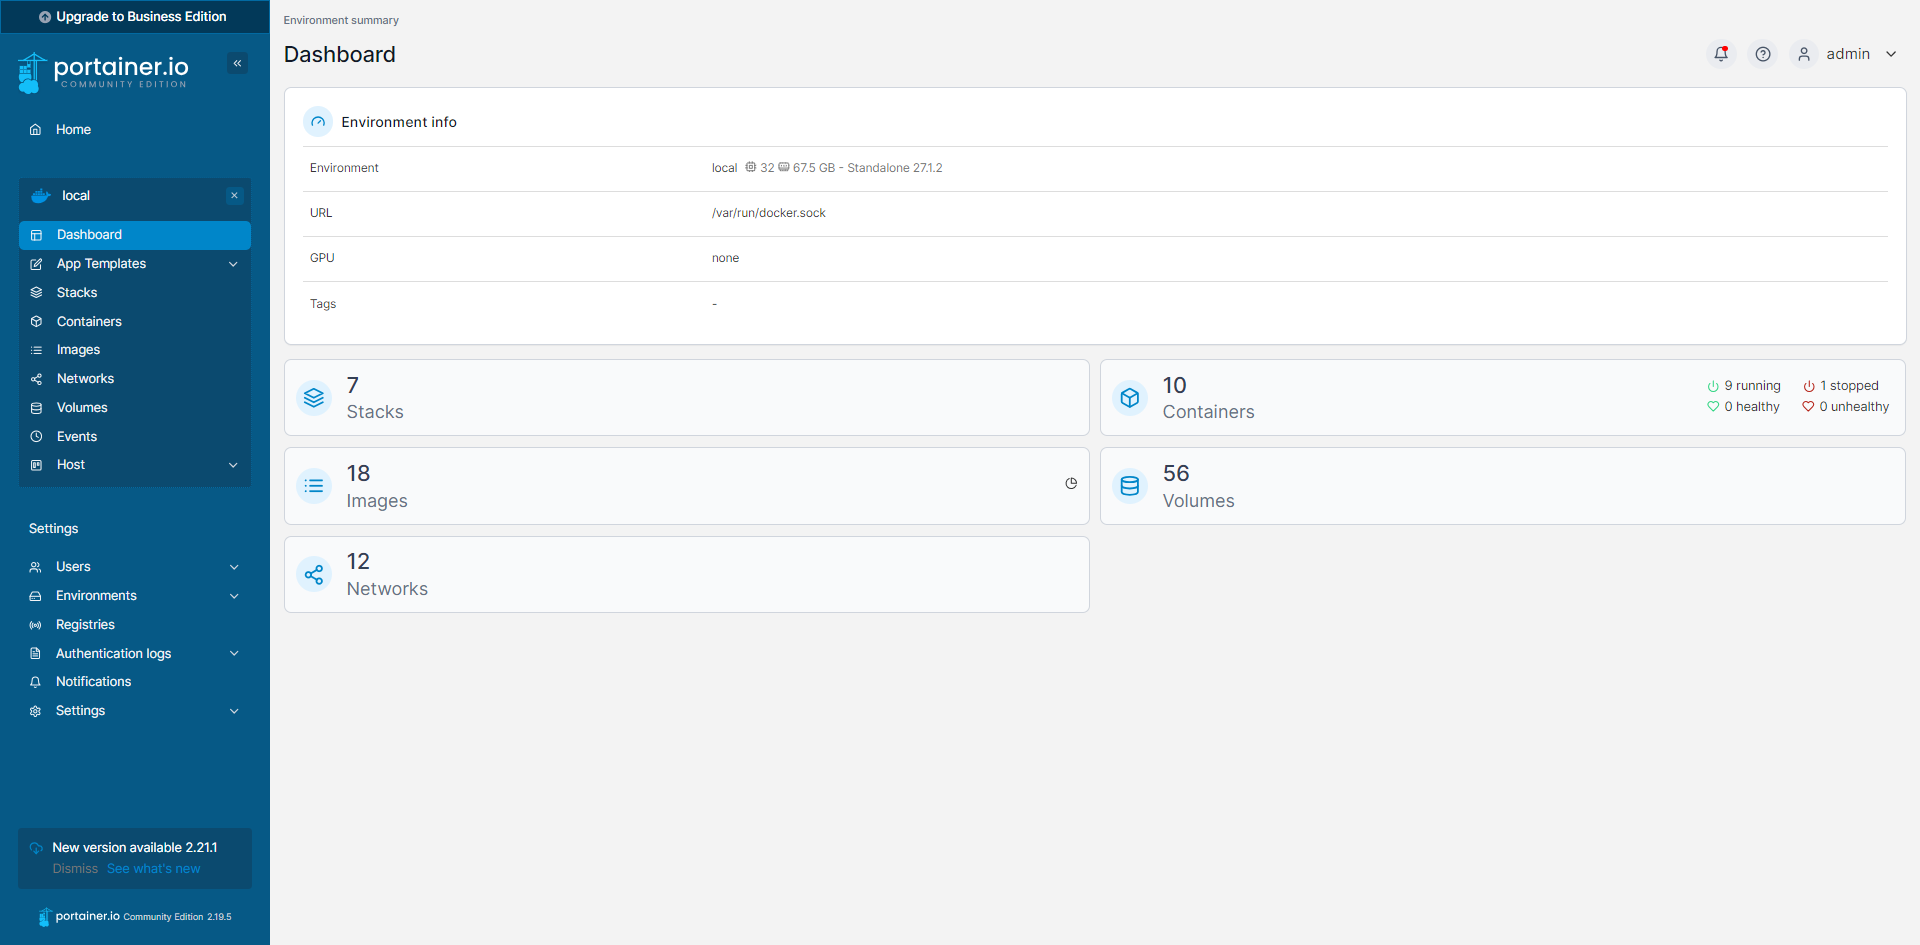 Upgrade to Business Edition
portainer.io
COMMUNITY EDITION
Home
local
Dashboard
App Templates
Stacks
Containers
Images
Networks
Volumes
Events
Host
Settings
Users
Environments
Registries
Authentication logs
Notifications
Settings
New version available 2.21.1
Dismiss See what's new
portainer.io Community Edition 2.19.5
Environment summary
Dashboard
admin
Environment info
Environment local 32 67.5 GB - Standalone 27.1.2
URL /var/run/docker.sock
GPU none
Tags -
7
Stacks
10
Containers
9 running 1 stopped
0 healthy 0 unhealthy
18
Images
56
Volumes
12
Networks